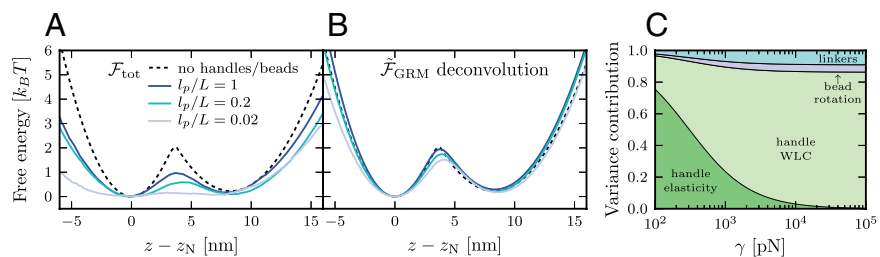 A
B
C
Free energy [k_BT]
6
5
4
3
2
1
0
F_tot
no handles/beads
l_p/L = 1
l_p/L = 0.2
l_p/L = 0.02
−5
0
5
10
15
z − z_N [nm]
F̃_GRM deconvolution
−5
0
5
10
15
z − z_N [nm]
Variance contribution
1.0
0.8
0.6
0.4
0.2
0.0
linkers
↑
bead
rotation
handle
WLC
handle
elasticity
10^2
10^3
10^4
10^5
γ [pN]